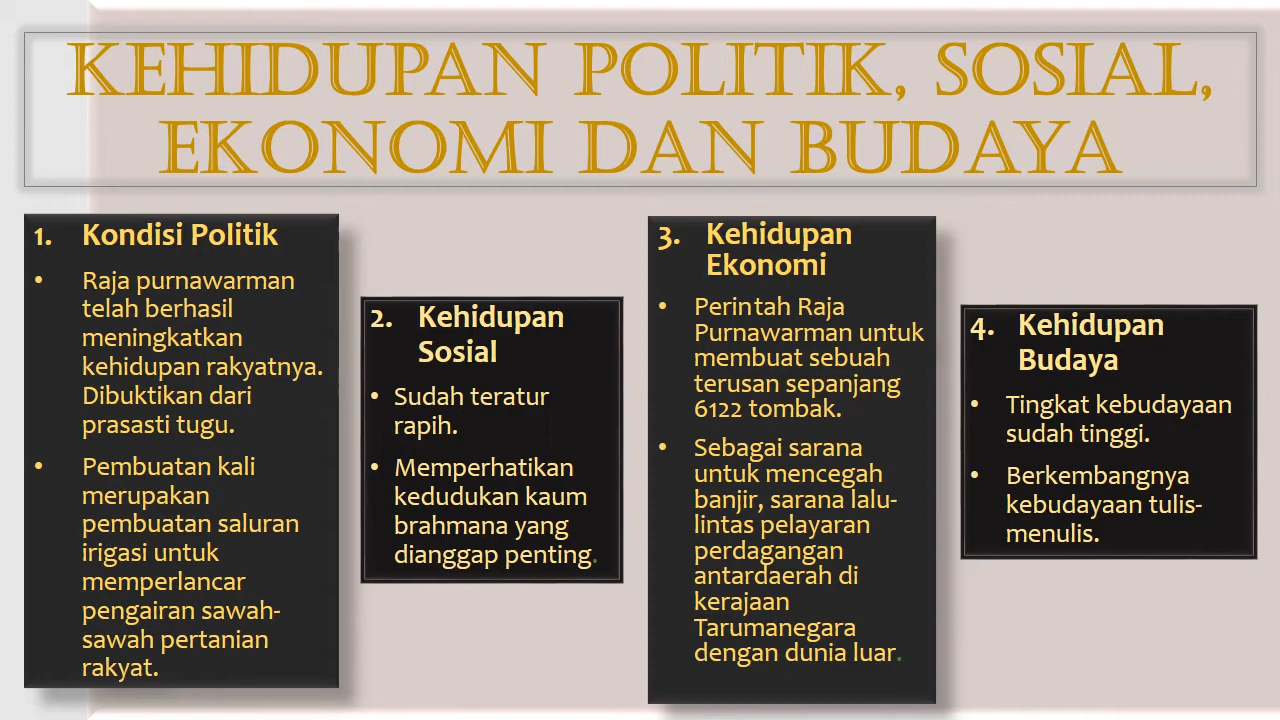 KEHIDUPAN POLITIK, SOSIAL,
EKONOMI DAN BUDAYA
1. Kondisi Politik
• Raja purnawarman
telah berhasil
meningkatkan
kehidupan rakyatnya.
Dibuktikan dari
prasasti tugu.
• Pembuatan kali
merupakan
pembuatan saluran
irigasi untuk
memperlancar
pengairan sawah-
sawah pertanian
rakyat.
2. Kehidupan
Sosial
• Sudah teratur
rapih.
• Memperhatikan
kedudukan kaum
brahmana yang
dianggap penting.
3. Kehidupan
Ekonomi
• Perintah Raja
Purnawarman untuk
membuat sebuah
terusan sepanjang
6122 tombak.
• Sebagai sarana
untuk mencegah
banjir, sarana lalu-
lintas pelayaran
perdagangan
antardaerah di
kerajaan
Tarumanegara
dengan dunia luar.
4. Kehidupan
Budaya
• Tingkat kebudayaan
sudah tinggi.
• Berkembangnya
kebudayaan tulis-
menulis.